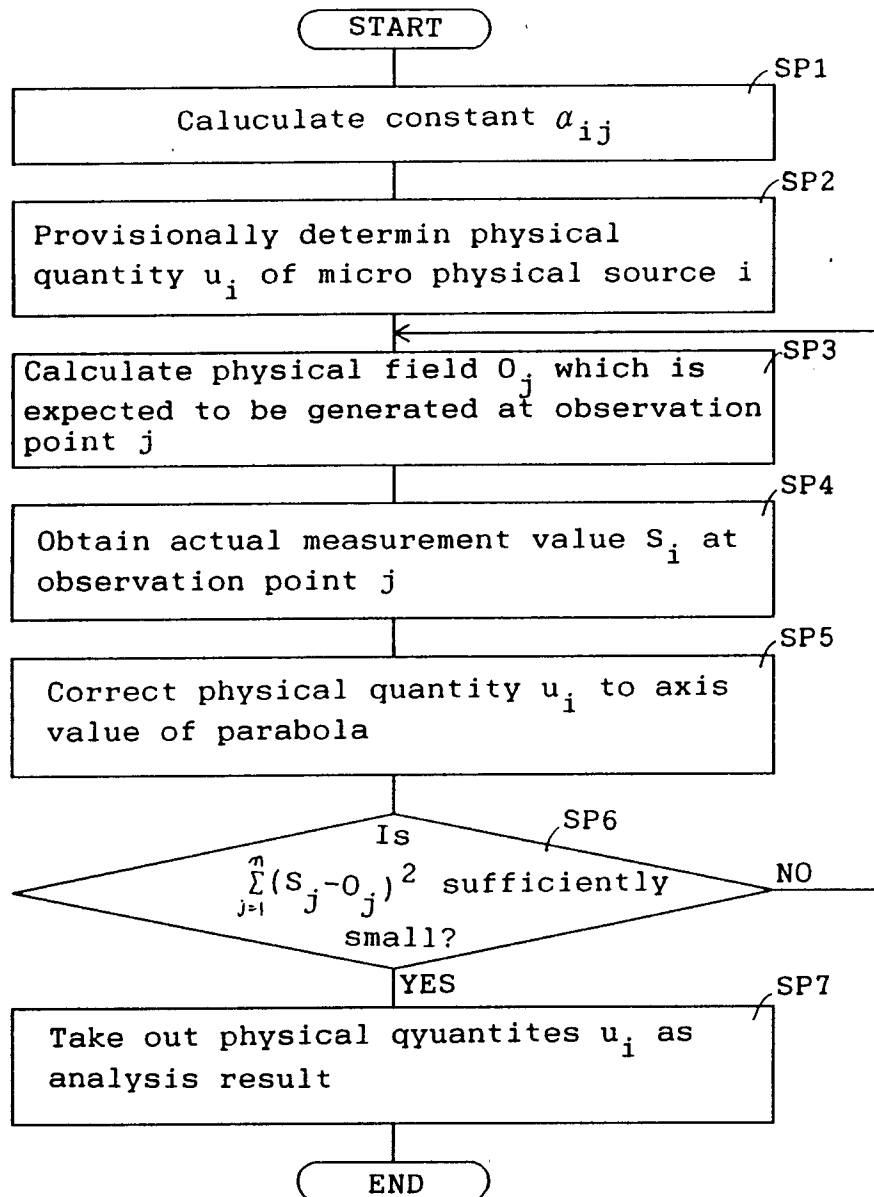 START
SP1
Caluculate constant α_ij
SP2
Provisionally determin physical
quantity u_i of micro physical source i
SP3
Calculate physical field O_j which is
expected to be generated at observation
point j
SP4
Obtain actual measurement value S_i at
observation point j
SP5
Correct physical quantity u_i to axis
value of parabola
SP6
Is
n∑j=1 (S_j-O_j)^2 sufficiently
small?
NO
YES
SP7
Take out physical qyuantites u_i as
analysis result
END